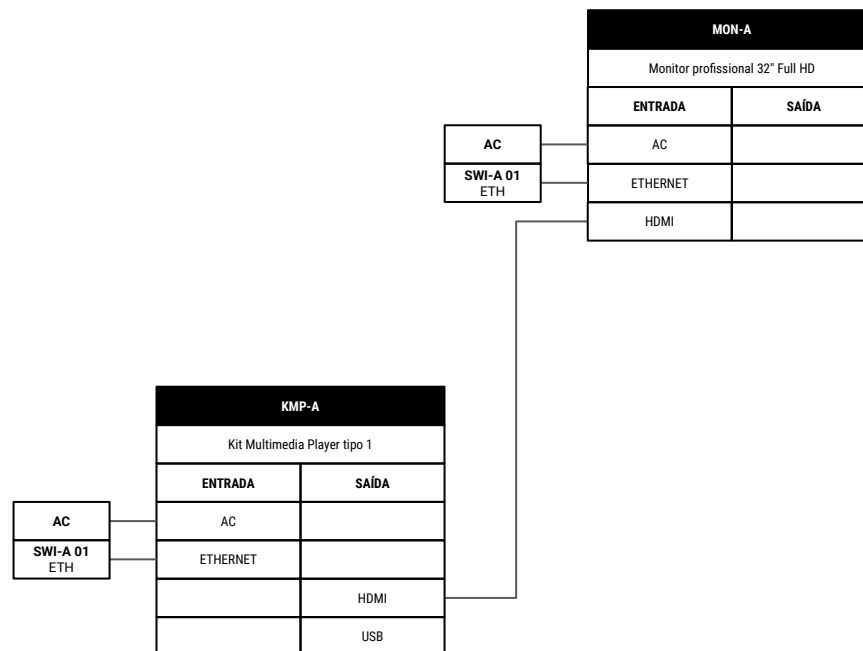 MON-A
Monitor profissional 32" Full HD
ENTRADA SAÍDA
AC AC
SWI-A 01
ETH
ETHERNET
HDMI
KMP-A
Kit Multimedia Player tipo 1
ENTRADA SAÍDA
AC AC
SWI-A 01
ETH
ETHERNET
HDMI
USB